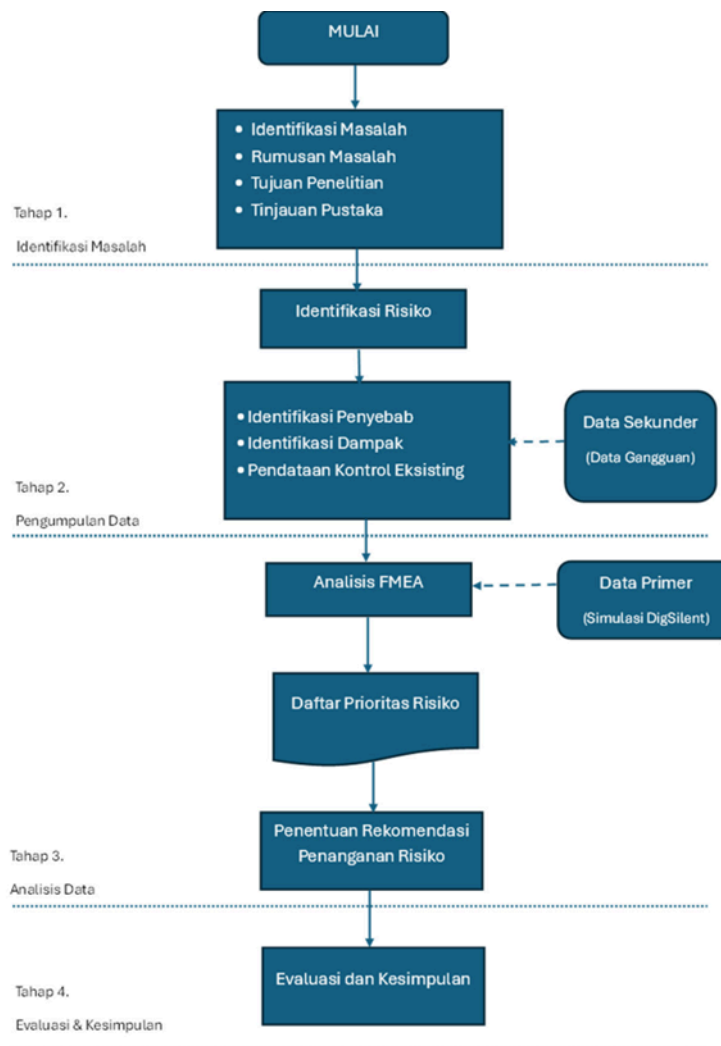 MULAI
• Identifikasi Masalah
• Rumusan Masalah
• Tujuan Penelitian
• Tinjauan Pustaka
Tahap 1.
Identifikasi Masalah
Identifikasi Risiko
• Identifikasi Penyebab
• Identifikasi Dampak
• Pendataan Kontrol Eksisting
Data Sekunder
(Data Gangguan)
Tahap 2.
Pengumpulan Data
Analisis FMEA
Data Primer
(Simulasi DigSilent)
Daftar Prioritas Risiko
Penentuan Rekomendasi
Penanganan Risiko
Tahap 3.
Analisis Data
Evaluasi dan Kesimpulan
Tahap 4.
Evaluasi & Kesimpulan